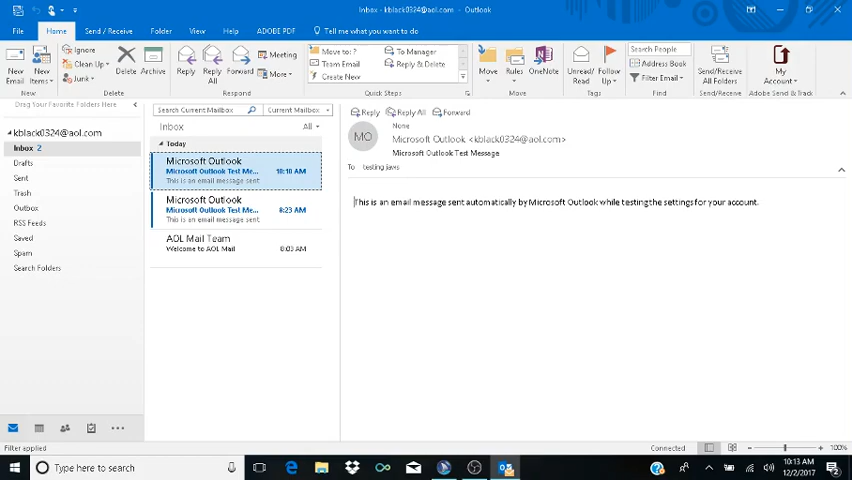 Inbox - kblack0324@aol.com - Outlook
File Home Send / Receive Folder View Help ADOBE PDF Tell me what you want to do
New Email
New Items
Ignore
Clean Up
Junk
Delete
Archive
Reply
Reply All
Forward
Meeting
More
Move to: ?
Team Email
Create New
To Manager
Reply & Delete
Move
Rules
OneNote
Unread/ Read
Follow Up
Search People
Address Book
Filter Email
Send/Receive All Folders
My Account
New Delete Respond Quick Steps Move Tags Find Send/Receive Adobe Send & Track
Drag Your Favorite Folders Here
kblack0324@aol.com
Inbox 2
Drafts
Sent
Trash
Outbox
RSS Feeds
Saved
Spam
Search Folders
Search Current Mailbox Current Mailbox
Inbox All
Today
Microsoft Outlook
Microsoft Outlook Test Me... 10:10 AM
This is an email message sent
Microsoft Outlook
Microsoft Outlook Test Me... 8:23 AM
This is an email message sent
AOL Mail Team
Welcome to AOL Mail 8:03 AM
Reply Reply All Forward
None
MO
Microsoft Outlook <kblack0324@aol.com>
Microsoft Outlook Test Message
To testing jaws
This is an email message sent automatically by Microsoft Outlook while testing the settings for your account.
Filter applied
Connected
100%
Type here to search
10:13 AM
12/2/2017
2